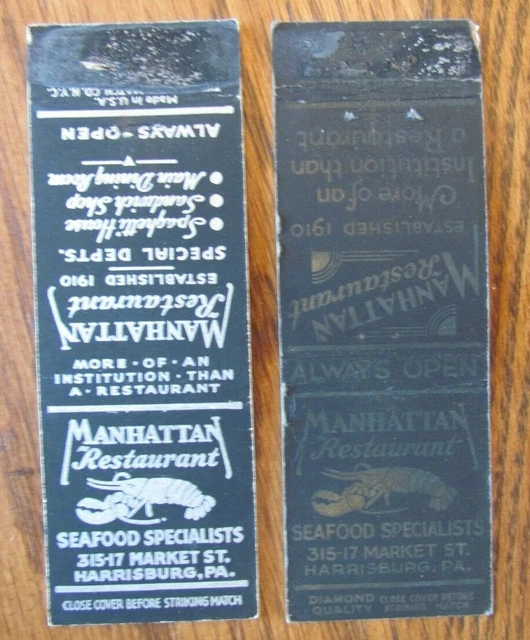 MATCH CO. N.Y.C.
Made in U.S.A.
ALWAYS - OPEN
Main Dining Room
Sandwich Shop
Spaghetti House
SPECIAL DEPTS.
ESTABLISHED 1910
MANHATTAN
Restaurant
MORE · OF · AN
INSTITUTION · THAN
A · RESTAURANT
MANHATTAN
Restaurant
SEAFOOD SPECIALISTS
315-17 MARKET ST.
HARRISBURG, PA.
CLOSE COVER BEFORE STRIKING MATCH
MANHATTAN
Restaurant
ESTABLISHED 1910
More of an
Institution than
a Restaurant
ALWAYS OPEN
MANHATTAN
Restaurant
SEAFOOD SPECIALISTS
315-17 MARKET ST.
HARRISBURG, PA.
DIAMOND QUALITY
CLOSE COVER BEFORE
STRIKING MATCH